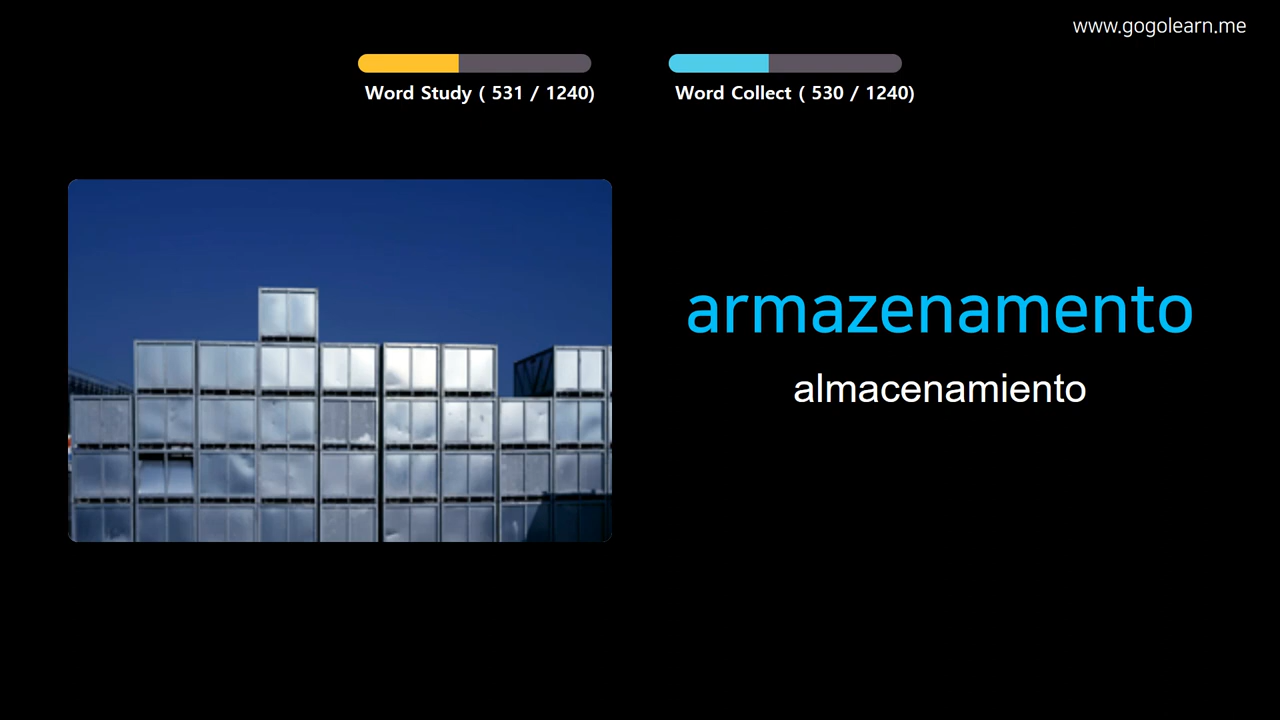 www.gogolearn.me
Word Study ( 531 / 1240)
Word Collect ( 530 / 1240)
armazenamento
almacenamiento